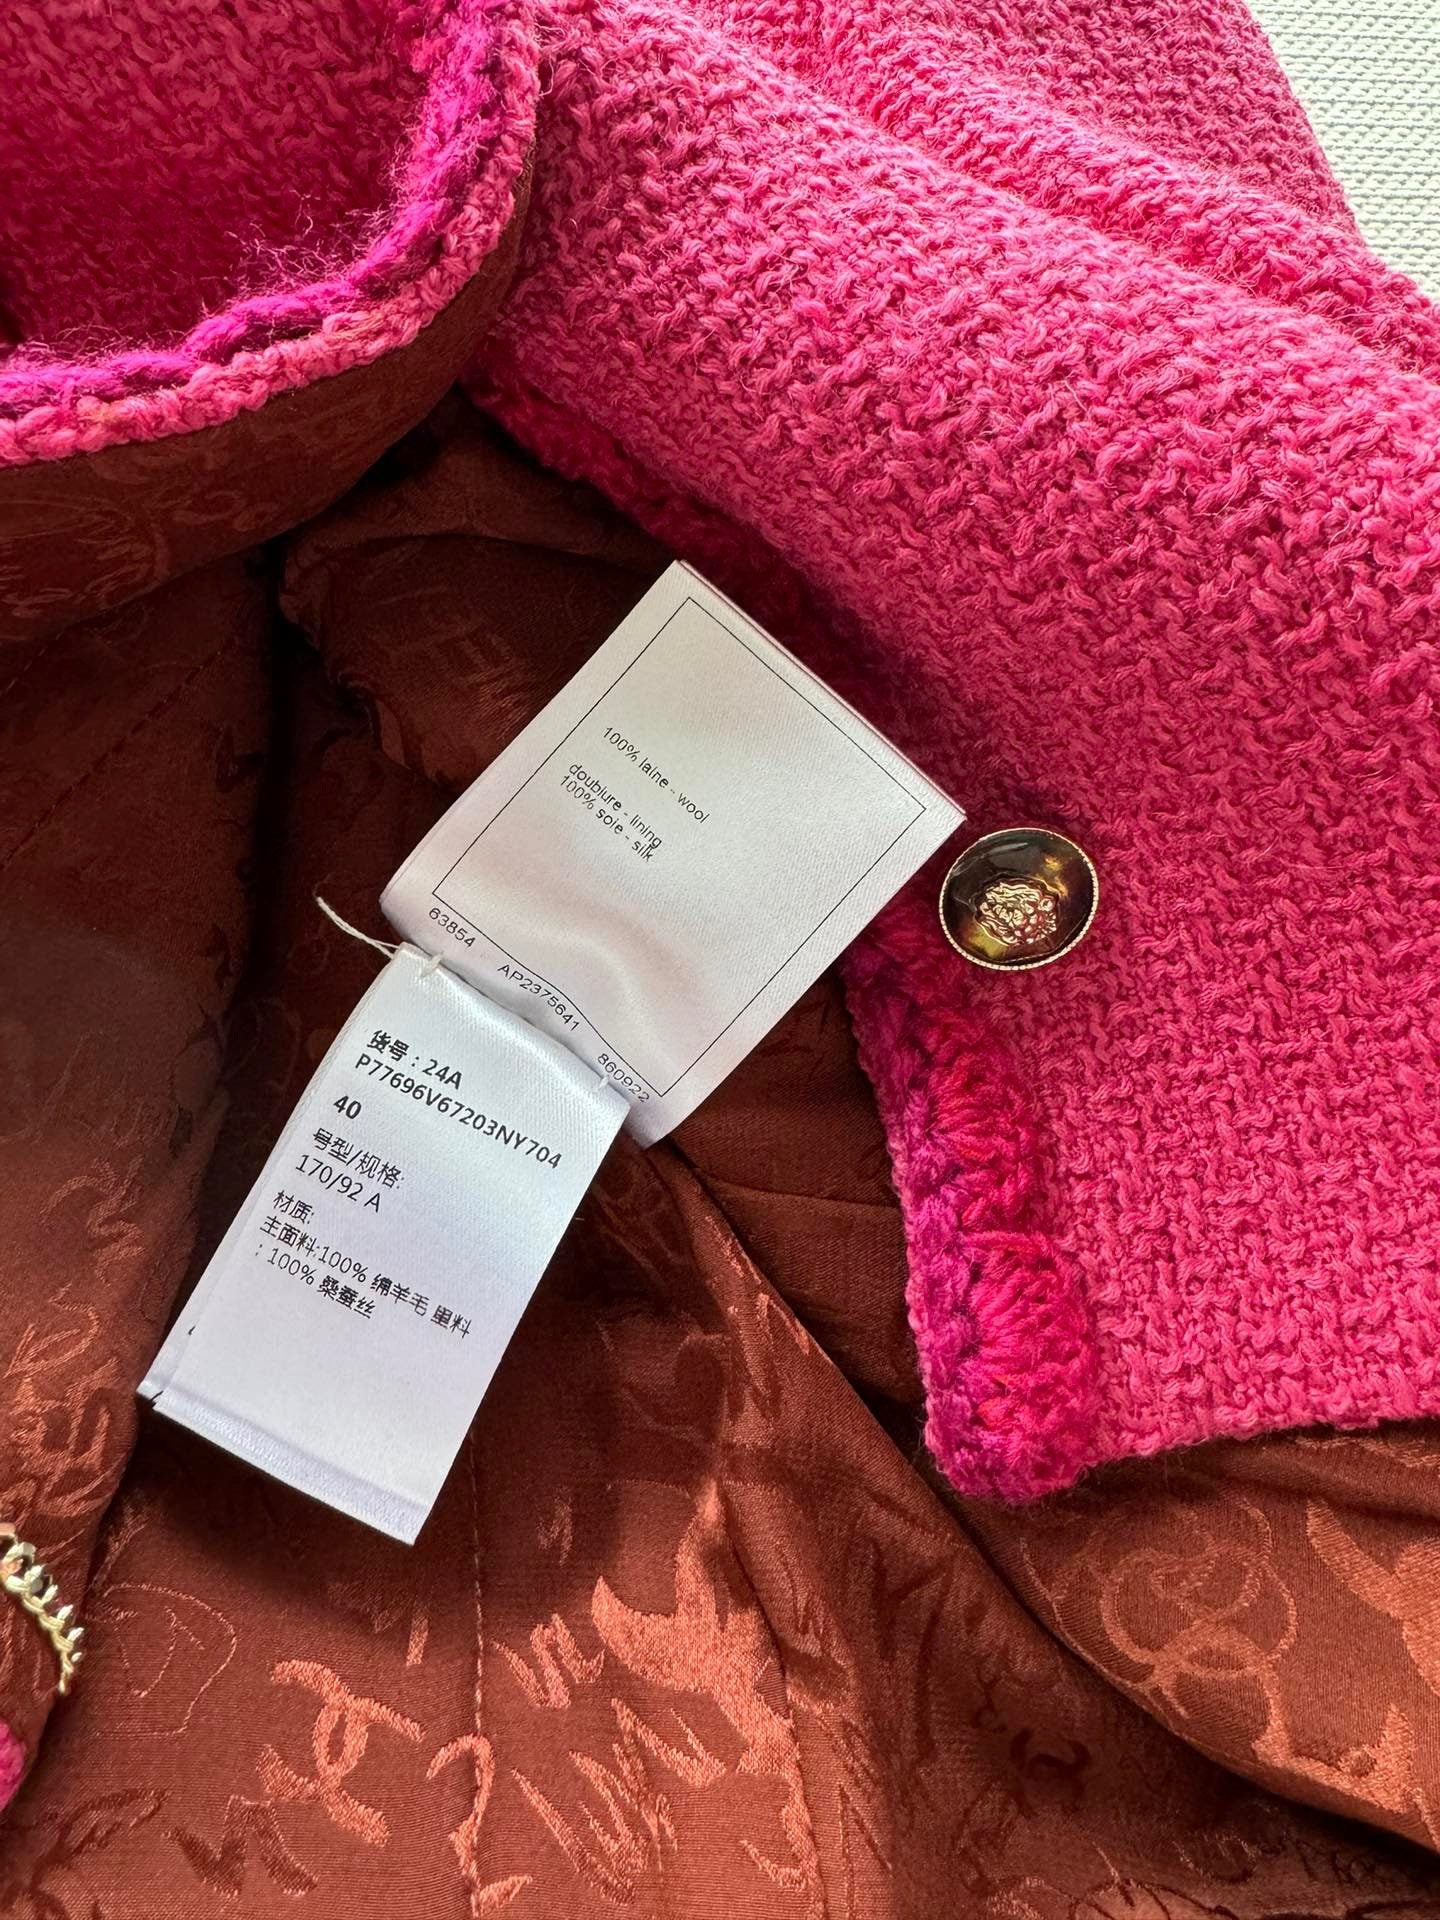 100% laine - wool
doublure - lining
100% soie - silk
63854 AP2375641 860922
货号：24A
P77696V67203NY704
40
号型/规格:
170/92 A
材质:
主面料:100% 绵羊毛 里料
: 100% 桑蚕丝